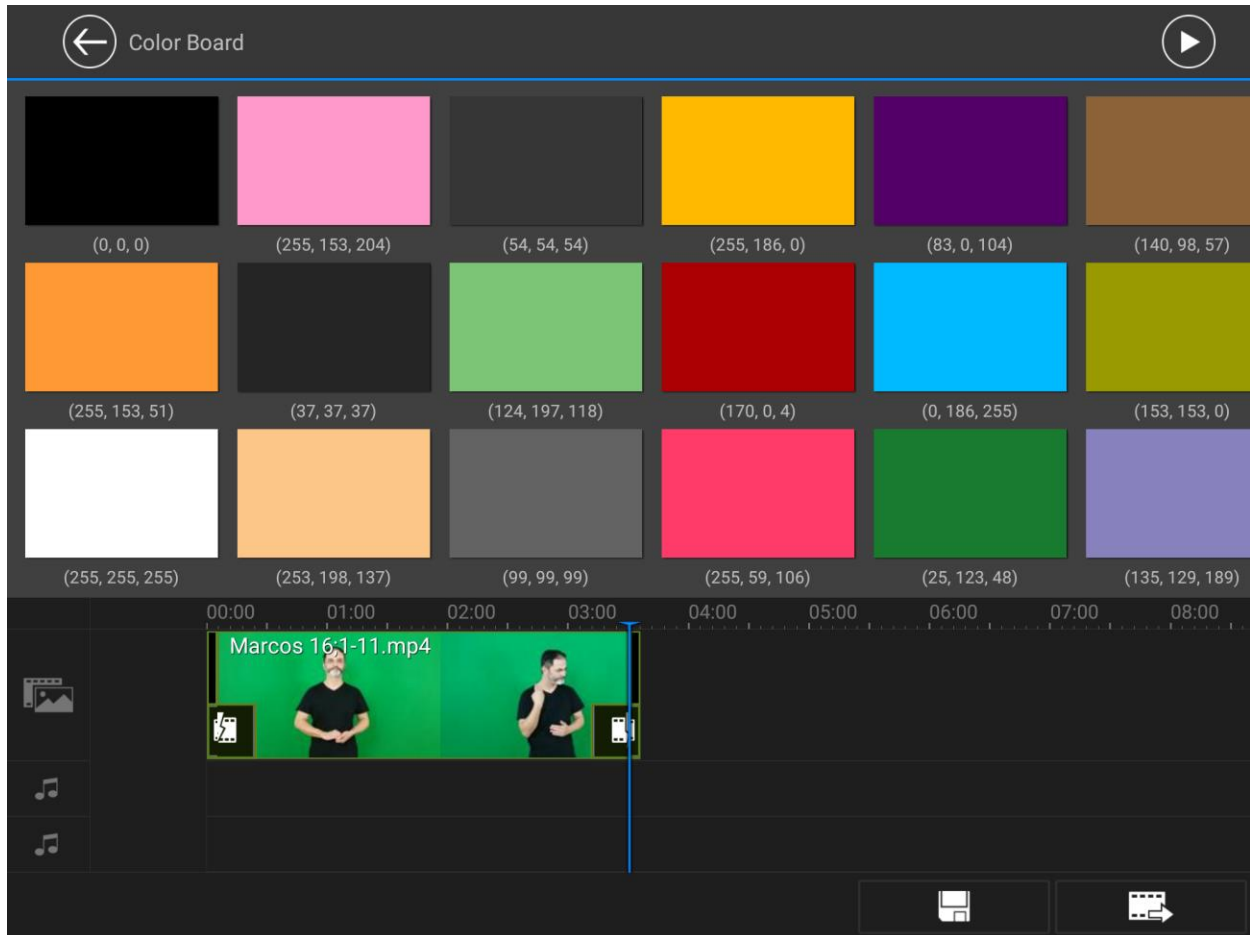 Color Board
(0, 0, 0) (255, 153, 204) (54, 54, 54) (255, 186, 0) (83, 0, 104) (140, 98, 57)
(255, 153, 51) (37, 37, 37) (124, 197, 118) (170, 0, 4) (0, 186, 255) (153, 153, 0)
(255, 255, 255) (253, 198, 137) (99, 99, 99) (255, 59, 106) (25, 123, 48) (135, 129, 189)
00:00 01:00 02:00 03:00 04:00 05:00 06:00 07:00 08:00
Marcos 16:1-11.mp4